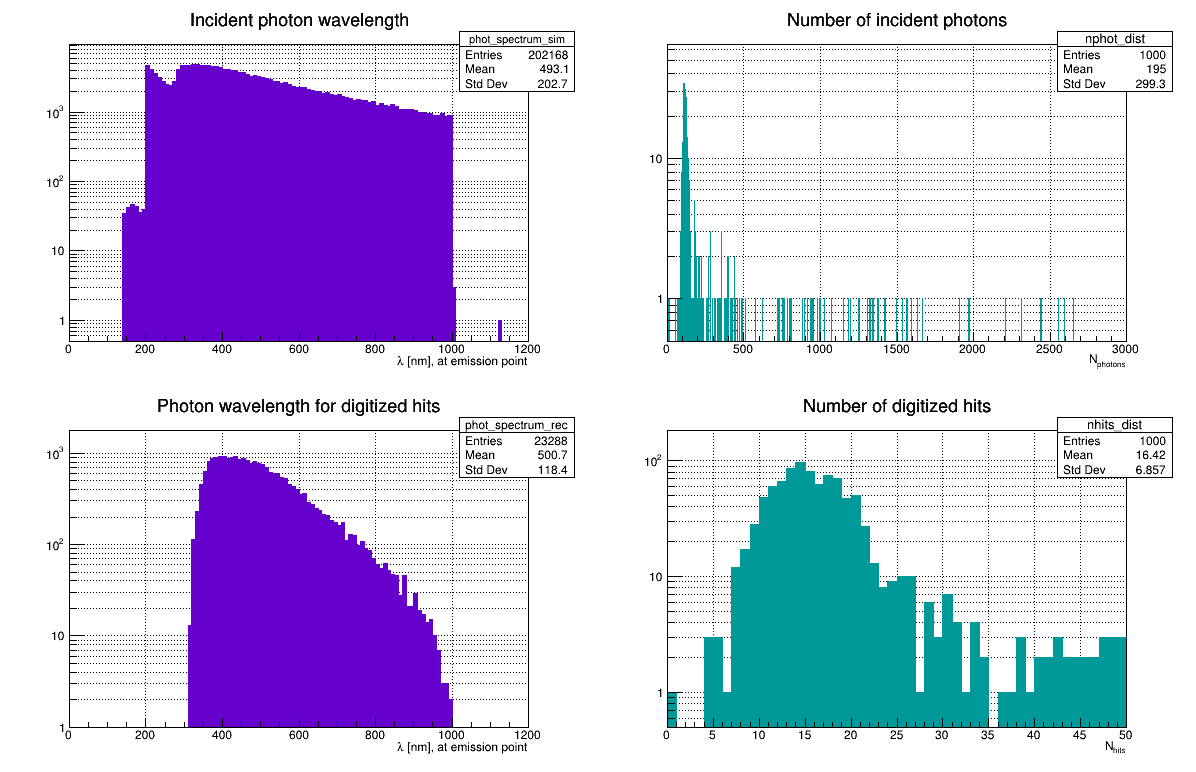 Incident photon wavelength
phot_spectrum_sim
Entries 202168
Mean 493.1
Std Dev 202.7
10³
10²
10
1
0 200 400 600 800 1000 1200
λ [nm], at emission point
Number of incident photons
nphot_dist
Entries 1000
Mean 195
Std Dev 299.3
10
1
0 500 1000 1500 2000 2500 3000
Nphotons
Photon wavelength for digitized hits
phot_spectrum_rec
Entries 23288
Mean 500.7
Std Dev 118.4
10³
10²
10
1
0 200 400 600 800 1000 1200
λ [nm], at emission point
Number of digitized hits
nhits_dist
Entries 1000
Mean 16.42
Std Dev 6.857
10²
10
1
0 5 10 15 20 25 30 35 40 45 50
Nhits